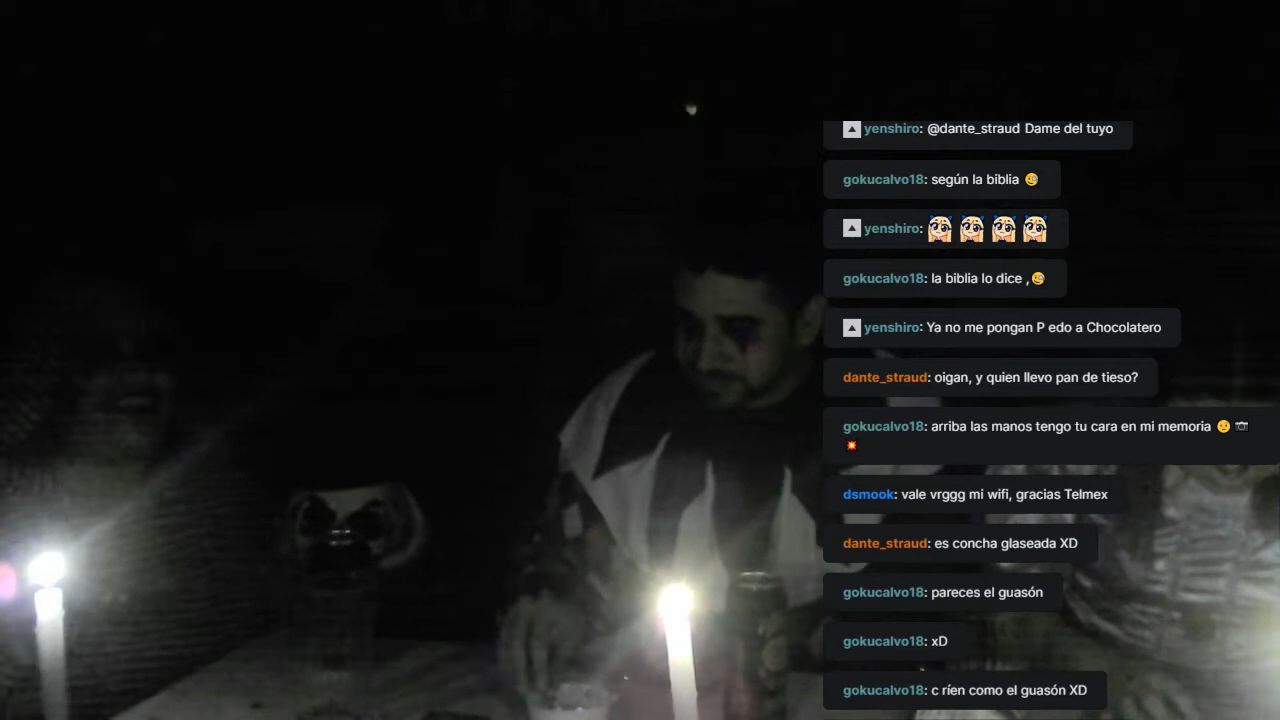 yenshiro: @dante_straud Dame del tuyo
gokucalvo18: según la biblia 🧐
yenshiro:
gokucalvo18: la biblia lo dice ,🧐
yenshiro: Ya no me pongan P edo a Chocolatero
dante_straud: oigan, y quien llevo pan de tieso?
gokucalvo18: arriba las manos tengo tu cara en mi memoria 🤨 📸
💥
dsmook: vale vrggg mi wifi, gracias Telmex
dante_straud: es concha glaseada XD
gokucalvo18: pareces el guasón
gokucalvo18: xD
gokucalvo18: c ríen como el guasón XD